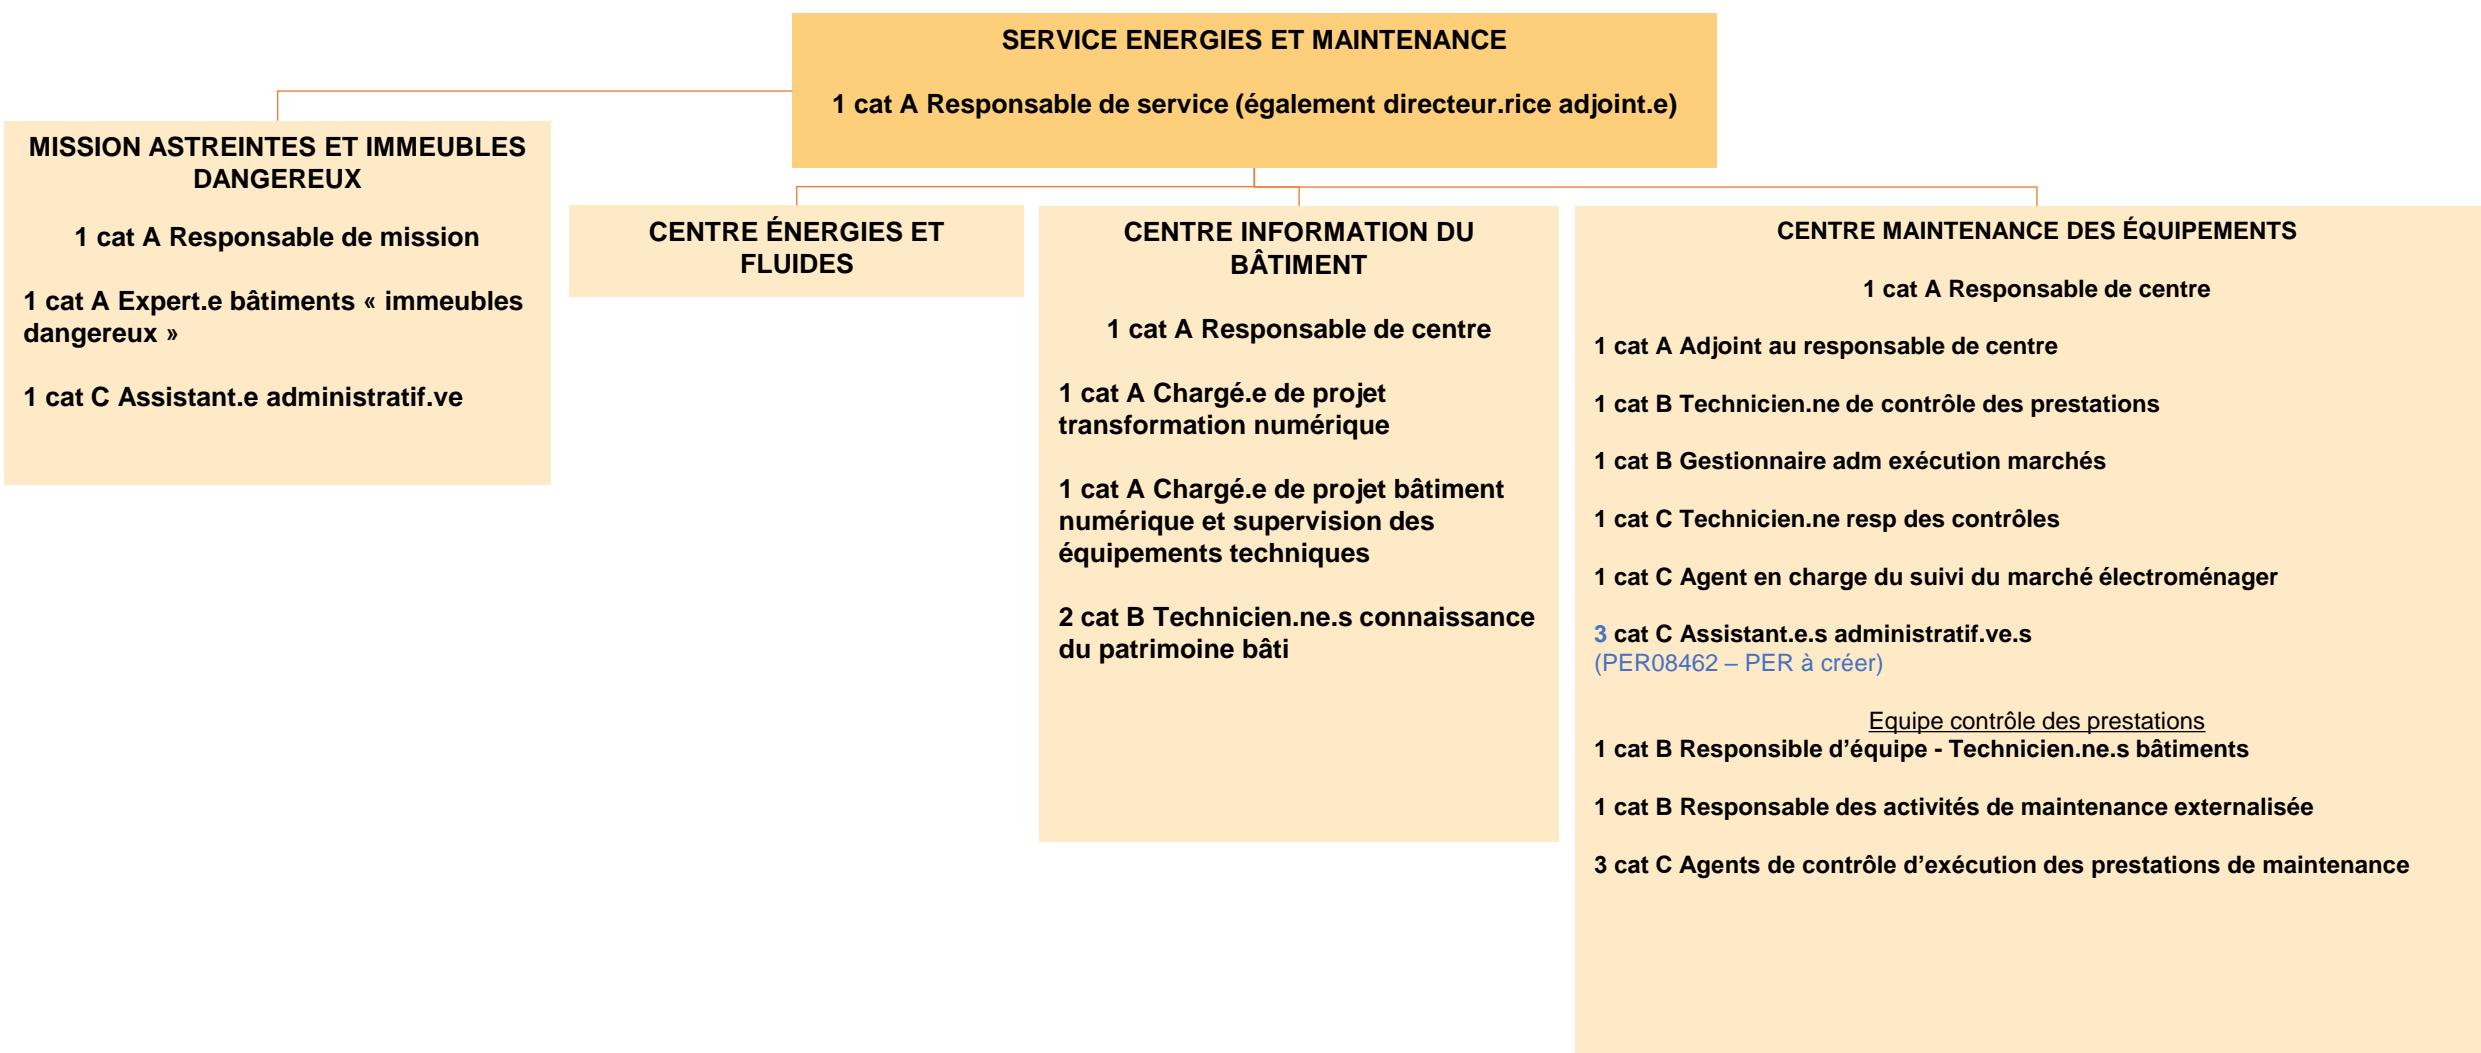 SERVICE ENERGIES ET MAINTENANCE
1 cat A Responsable de service (également directeur.rice adjoint.e)
MISSION ASTREINTES ET IMMEUBLES
DANGEREUX
1 cat A Responsable de mission
1 cat A Expert.e bâtiments « immeubles
dangereux »
1 cat C Assistant.e administratif.ve
CENTRE ÉNERGIES ET
FLUIDES
CENTRE INFORMATION DU
BÂTIMENT
1 cat A Responsable de centre
1 cat A Chargé.e de projet
transformation numérique
1 cat A Chargé.e de projet bâtiment
numérique et supervision des
équipements techniques
2 cat B Technicien.ne.s connaissance
du patrimoine bâti
CENTRE MAINTENANCE DES ÉQUIPEMENTS
1 cat A Responsable de centre
1 cat A Adjoint au responsable de centre
1 cat B Technicien.ne de contrôle des prestations
1 cat B Gestionnaire adm exécution marchés
1 cat C Technicien.ne resp des contrôles
1 cat C Agent en charge du suivi du marché électroménager
3 cat C Assistant.e.s administratif.ve.s
(PER08462 – PER à créer)
Equipe contrôle des prestations
1 cat B Responsible d’équipe - Technicien.ne.s bâtiments
1 cat B Responsable des activités de maintenance externalisée
3 cat C Agents de contrôle d’exécution des prestations de maintenance